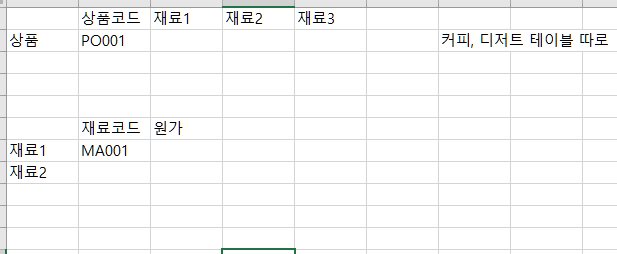 상품코드 재료1 재료2 재료3
상품 PO001 커피, 디저트 테이블 따로
재료코드 원가
재료1 MA001
재료2